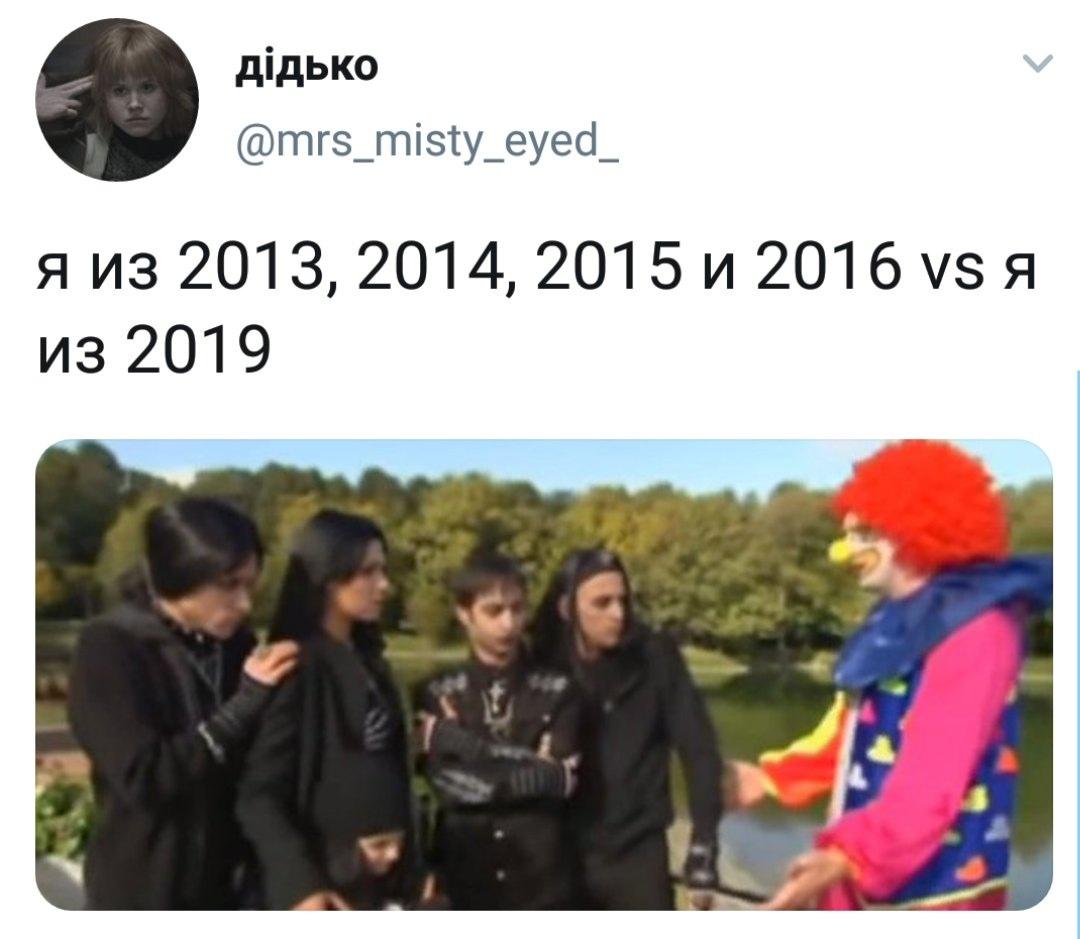 дідько
@mrs_misty_eyed_
я из 2013, 2014, 2015 и 2016 vs я
из 2019